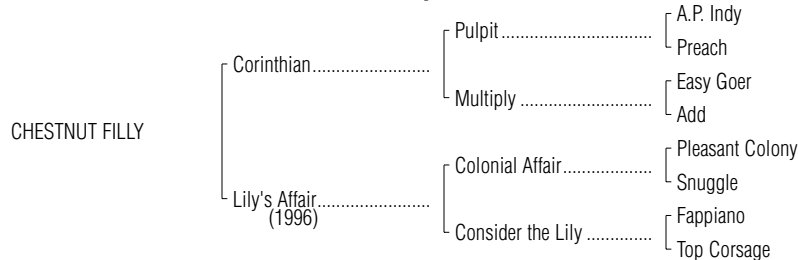 A.P. Indy
Pulpit..............................
Preach
Corinthian........................
Easy Goer
Multiply ..........................
Add
CHESTNUT FILLY
Pleasant Colony
Colonial Affair..................
Snuggle
Lily's Affair.......................
(1996)
Fappiano
Consider the Lily .............
Top Corsage